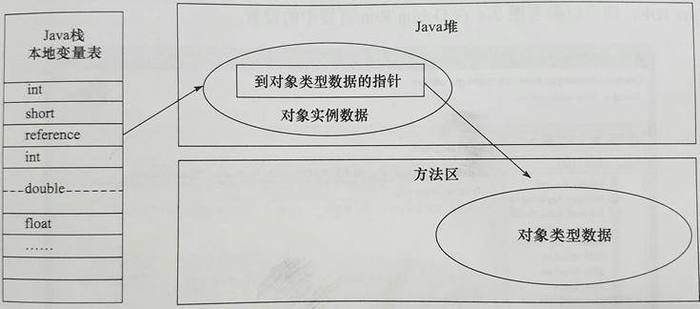 Java栈
本地变量表
int
short
reference
int
double
float
……
Java堆
到对象类型数据的指针
对象实例数据
方法区
对象类型数据